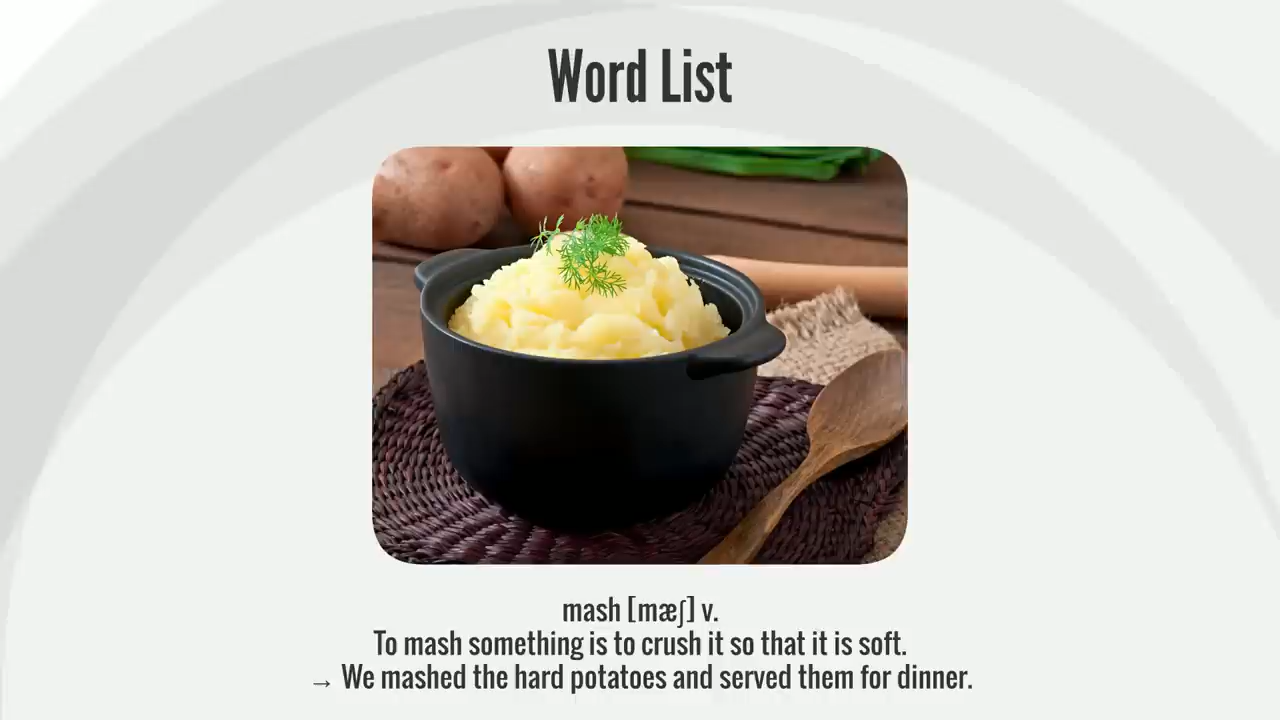 Word List
mash [mæʃ] v.
To mash something is to crush it so that it is soft.
→ We mashed the hard potatoes and served them for dinner.